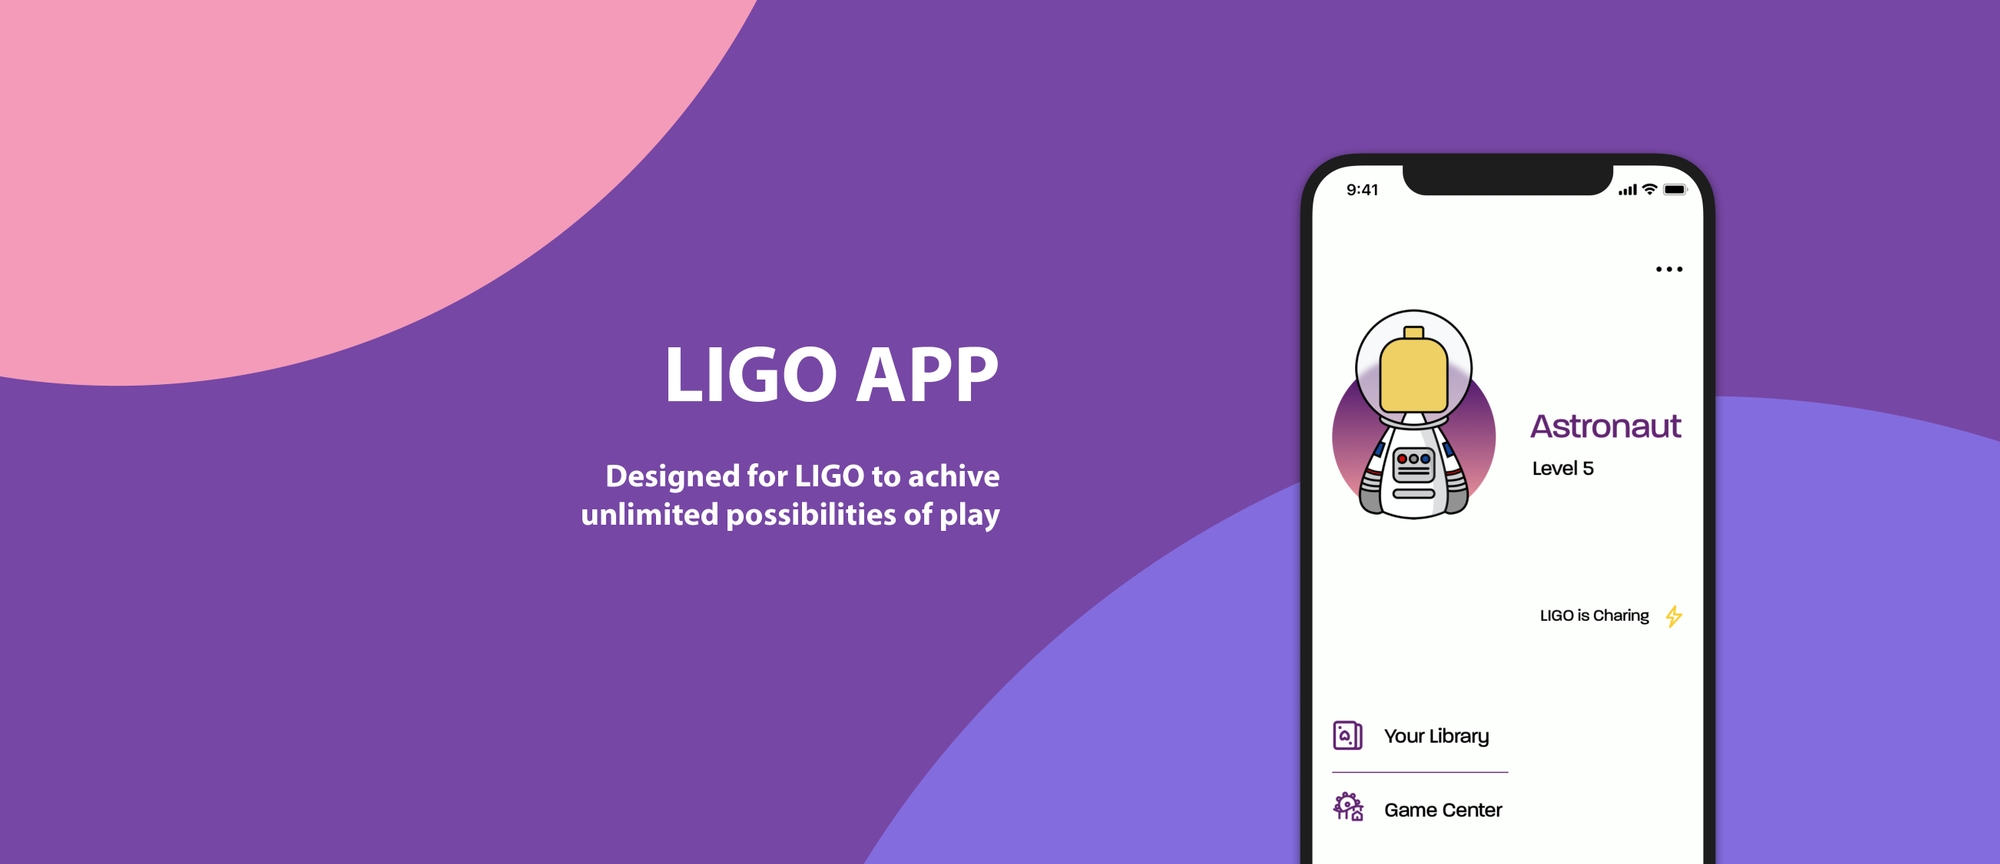 LIGO APP
Designed for LIGO to achive
unlimited possibilities of play
9:41
Astronaut
Level 5
LIGO is Charing
Your Library
Game Center